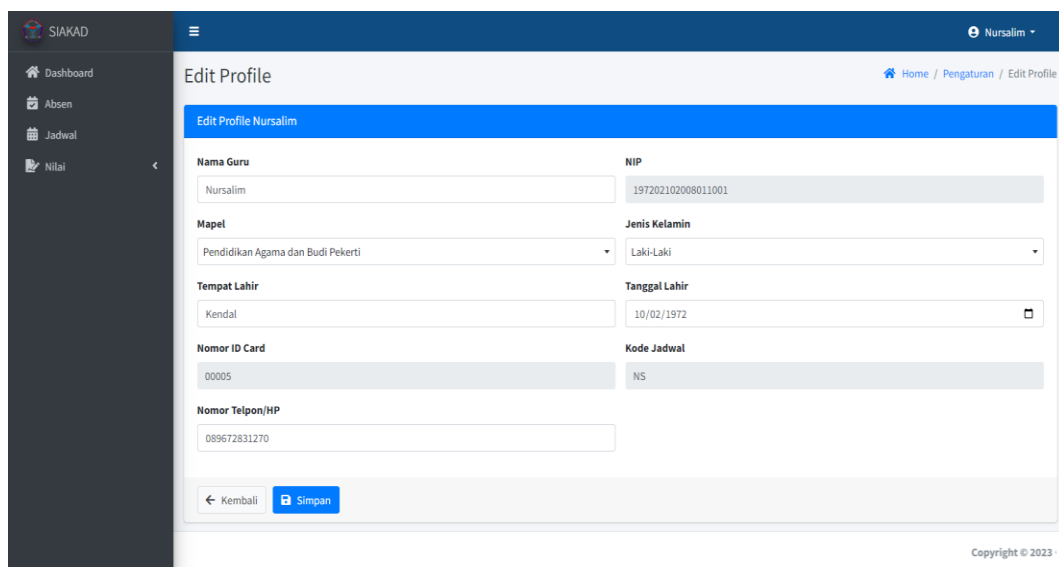 SIAKAD
Nursalim
Dashboard
Absen
Jadwal
Nilai
Edit Profile
Home / Pengaturan / Edit Profile
Edit Profile Nursalim
Nama Guru
NIP
Nursalim
197202102008011001
Mapel
Jenis Kelamin
Pendidikan Agama dan Budi Pekerti
Laki-Laki
Tempat Lahir
Tanggal Lahir
Kendal
10/02/1972
Nomor ID Card
Kode Jadwal
00005
NS
Nomor Telpon/HP
089672831270
Kembali
Simpan
Copyright © 2023